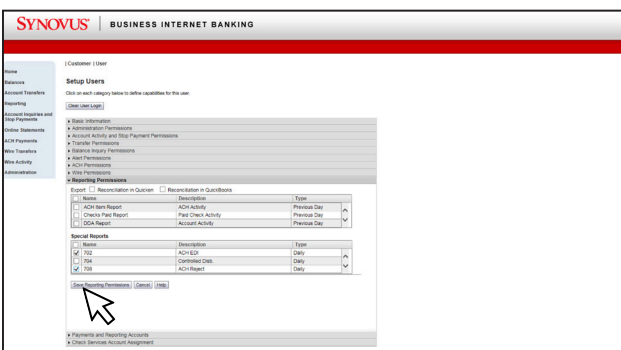 SYNOVUS® | BUSINESS INTERNET BANKING
| Customer | User
Home
Balances
Account Transfers
Reporting
Account Inquiries and
Stop Payments
Online Statements
ACH Payments
Wire Transfers
Wire Activity
Administration
Setup Users
Click on each category below to define capabilities for this user.
Clear User Login
Basic Information
Administration Permissions
Account Activity and Stop Payment Permissions
Transfer Permissions
Balance Inquiry Permissions
Alert Permissions
ACH Permissions
Wire Permissions
Reporting Permissions
Export Reconciliation in Quicken Reconciliation in QuickBooks
Name Description Type
ACH Item Report ACH Activity Previous Day
Checks Paid Report Paid Check Activity Previous Day
DDA Report Account Activity Previous Day
Special Reports
Name Description Type
702 ACH EDI Daily
704 Controlled Disb. Daily
708 ACH Reject Daily
Save Reporting Permissions Cancel Help
Payments and Reporting Accounts
Check Services Account Assignment